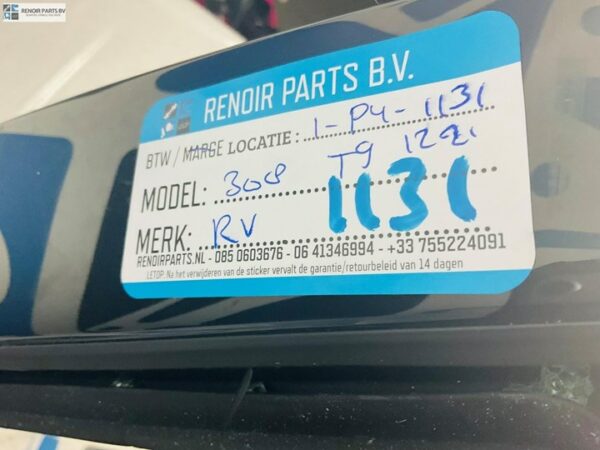 RENOIR PARTS BV
RENOIR PARTS B.V.
BTW / MARGE LOCATIE : 1-P4-1131
MODEL: 308 T9
1131
MERK: RV
RENOIRPARTS.NL - 085 0603676 - 06 41346994 - +33 755224091
LETOP: Na het verwijderen van de sticker vervalt de garantie/retourbeleid van 14 dagen